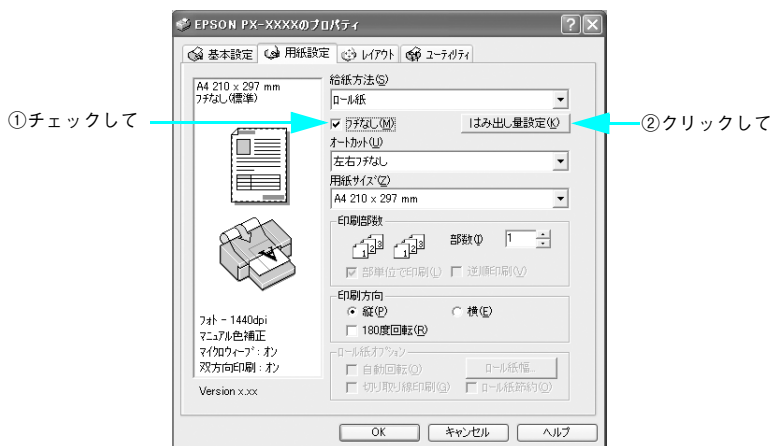 EPSON PX-XXXXのプロパティ
基本設定
用紙設定
レイアウト
ユーティリティ
A4 210 x 297 mm
フチなし(標準)
給紙方法(S)
ロール紙
①チェックして
フチなし(M)
はみ出し量設定(K)
②クリックして
オートカット(U)
左右フチなし
用紙サイズ(Z)
A4 210 x 297 mm
印刷部数
部数(I)
1
部単位で印刷(L)
逆順印刷(V)
印刷方向
縦(P)
横(E)
180度回転(R)
フォト - 1440dpi
マニュアル色補正
マイクロウィーブ : オン
双方向印刷 : オン
Version x.xx
ロール紙オプション
自動回転(O)
ロール紙幅...
切り取り線印刷(G)
ロール紙節約(O)
OK
キャンセル
ヘルプ